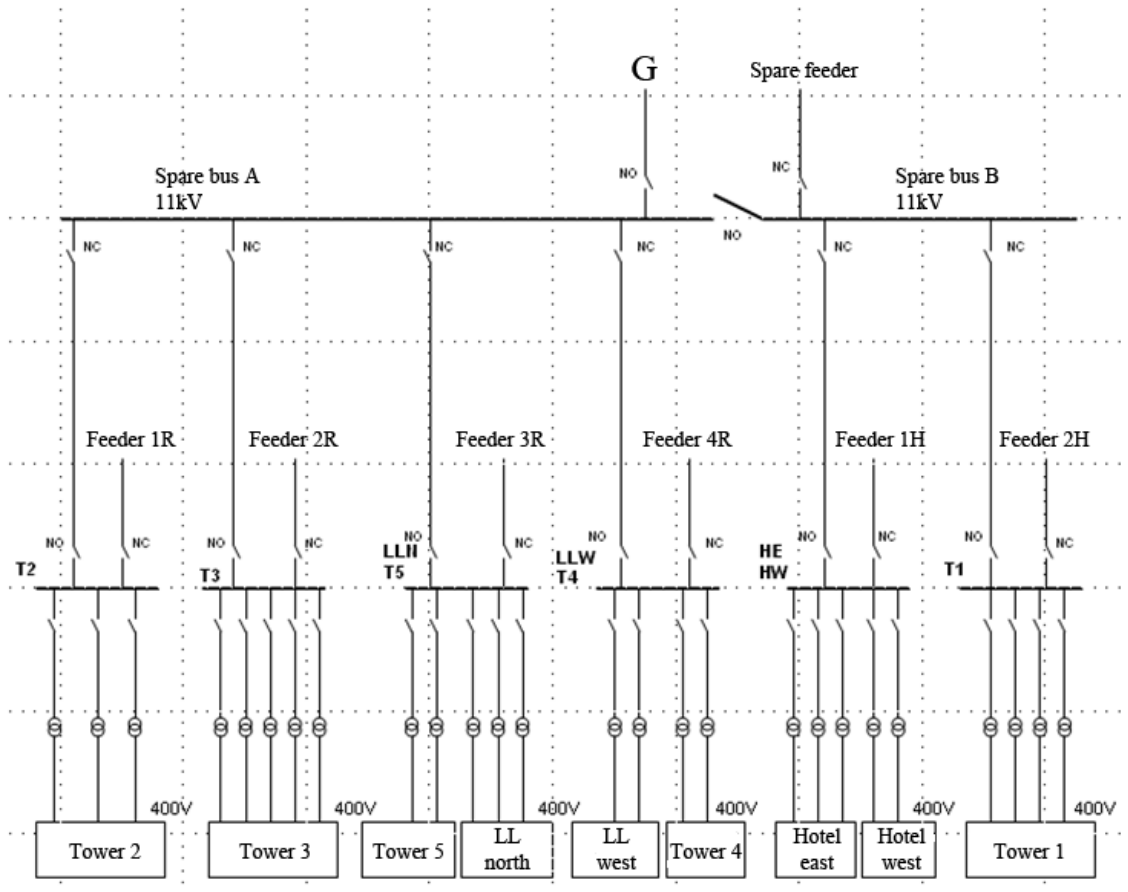 G
Spare feeder
NO
NC
Spare bus A
11kV
Spare bus B
11kV
NO
NC
NC
NC
NC
NC
NC
Feeder 1R
Feeder 2R
Feeder 3R
Feeder 4R
Feeder 1H
Feeder 2H
NO
NC
NO
NC
NO
NC
NO
NC
NO
NC
NO
NC
T2
T3
LLN
T5
LLW
T4
HE
HW
T1
400V
400V
400V
400V
400V
400V
Tower 2
Tower 3
Tower 5
LL
north
LL
west
Tower 4
Hotel
east
Hotel
west
Tower 1